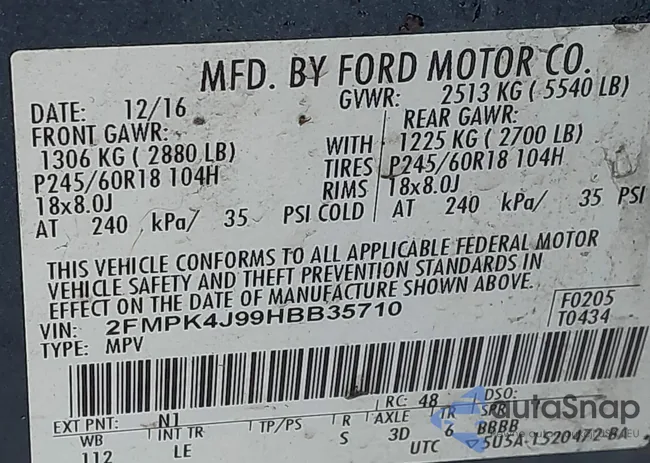 MFD. BY FORD MOTOR CO.
DATE: 12/16 GVWR: 2513 KG ( 5540 LB)
FRONT GAWR: REAR GAWR:
1306 KG ( 2880 LB) WITH 1225 KG ( 2700 LB)
P245/60R18 104H TIRES P245/60R18 104H
18x8.0J RIMS 18x8.0J
AT 240 kPa/ 35 PSI COLD AT 240 kPa/ 35 PSI
THIS VEHICLE CONFORMS TO ALL APPLICABLE FEDERAL MOTOR
VEHICLE SAFETY AND THEFT PREVENTION STANDARDS IN
EFFECT ON THE DATE OF MANUFACTURE SHOWN ABOVE.
VIN: 2FMPK4J99HBB35710 F0205
TYPE: MPV T0434
RC: 48 DSO:
EXT PNT: N1 SPR
WB INT TR TP/PS R AXLE TR BBBB
112 LE S 3D 6
UTC 5U5A-1520472-BA
autoSnap